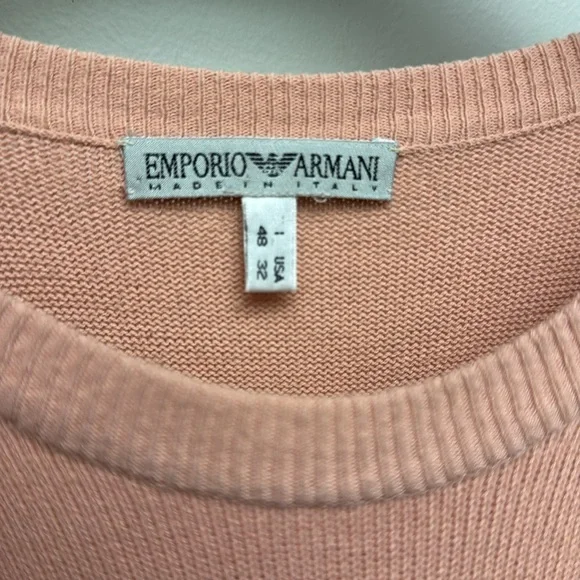 EMPORIO ARMANI
MADE IN ITALY
I USA
48 32